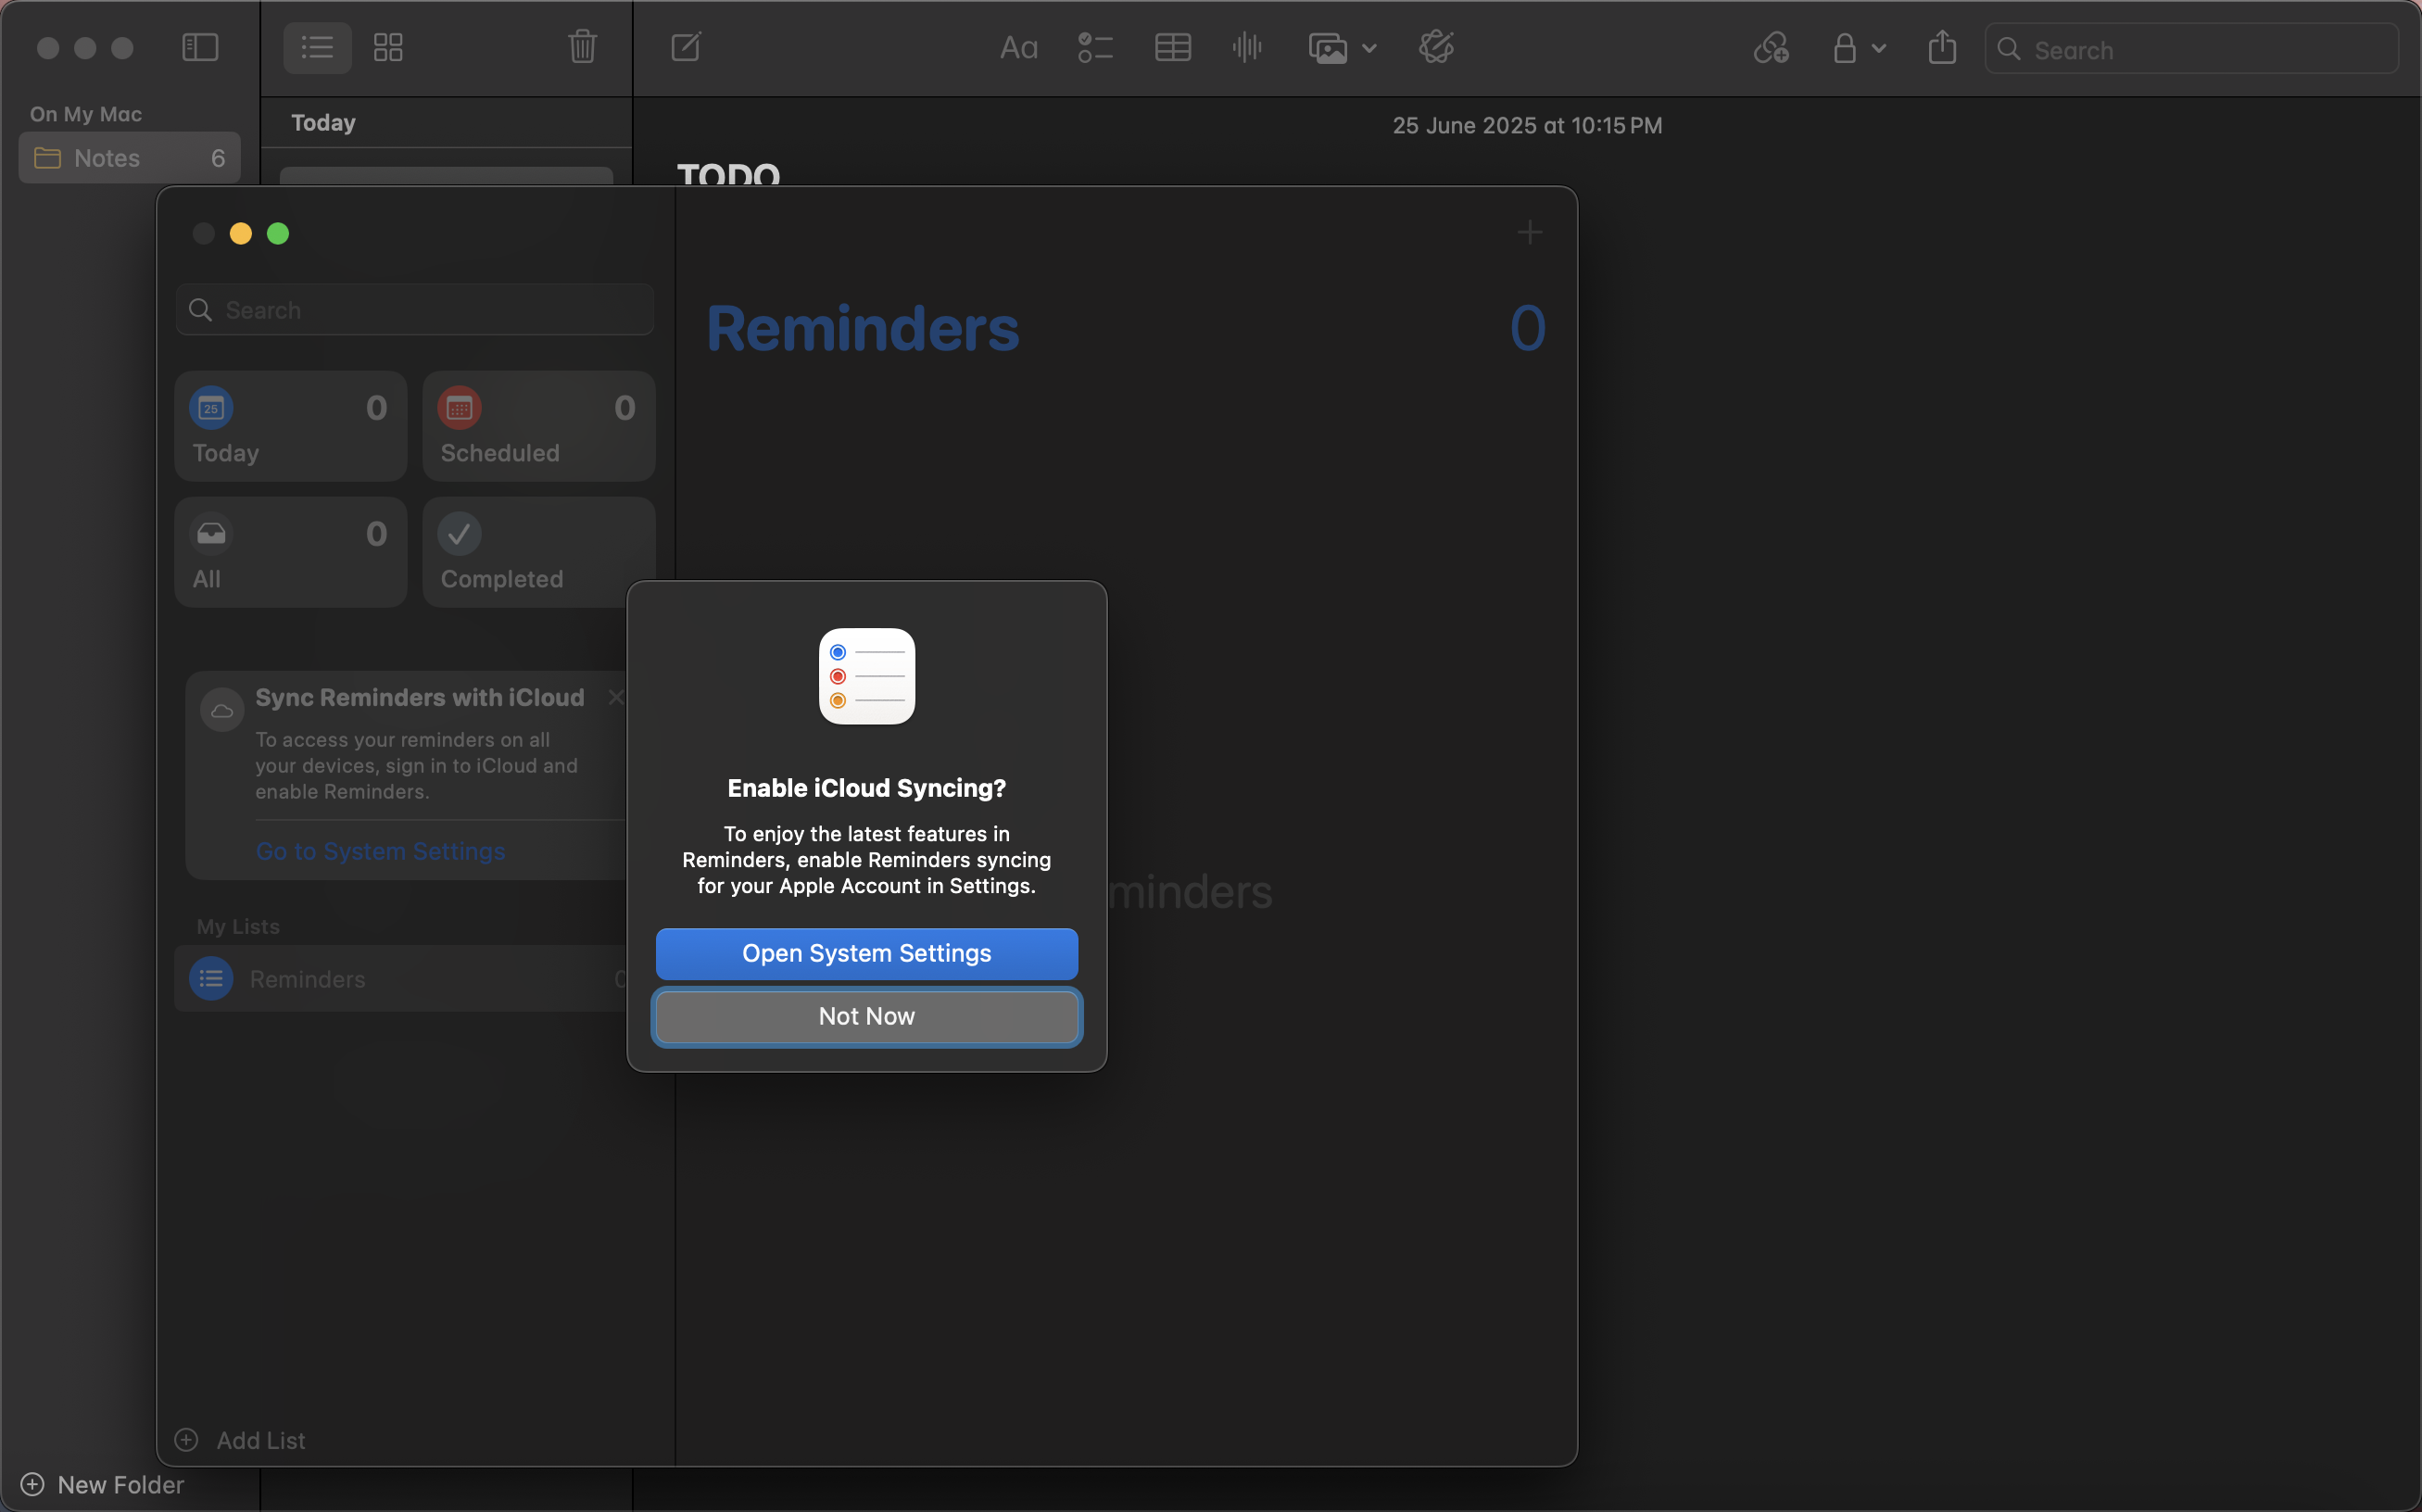 Search
On My Mac
Notes 6
Today
25 June 2025 at 10:15 PM
TODO
Search
Reminders 0
25 0
Today
0
Scheduled
0
All
Completed
Sync Reminders with iCloud
To access your reminders on all
your devices, sign in to iCloud and
enable Reminders.
Go to System Settings
My Lists
Reminders 0
Enable iCloud Syncing?
To enjoy the latest features in
Reminders, enable Reminders syncing
for your Apple Account in Settings.
Open System Settings
Not Now
minders
Add List
New Folder
Aa